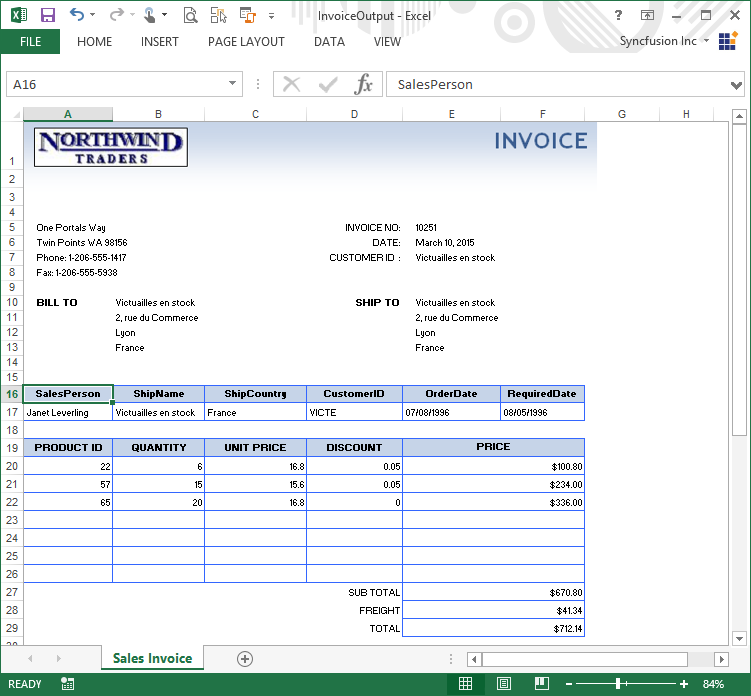 InvoiceOutput - Excel
?
FILE HOME INSERT PAGE LAYOUT DATA VIEW Syncfusion Inc
A16 fx SalesPerson
A B C D E F G H
1 NORTHWIND TRADERS INVOICE
2
3
4
5 One Portals Way INVOICE NO: 10251
6 Twin Points WA 98156 DATE: March 10, 2015
7 Phone: 1-206-555-1417 CUSTOMER ID : Victuailles en stock
8 Fax: 1-206-555-5938
9
10 BILL TO Victuailles en stock SHIP TO Victuailles en stock
11 2, rue du Commerce 2, rue du Commerce
12 Lyon Lyon
13 France France
14
15
16 SalesPerson ShipName ShipCountry CustomerID OrderDate RequiredDate
17 Janet Leverling Victuailles en stock France VICTE 07/08/1996 08/05/1996
18
19 PRODUCT ID QUANTITY UNIT PRICE DISCOUNT PRICE
20 22 6 16.8 0.05 $100.80
21 57 15 15.6 0.05 $234.00
22 65 20 16.8 0 $336.00
23
24
25
26
27 SUB TOTAL $670.80
28 FREIGHT $41.34
29 TOTAL $712.14
Sales Invoice
READY 84%